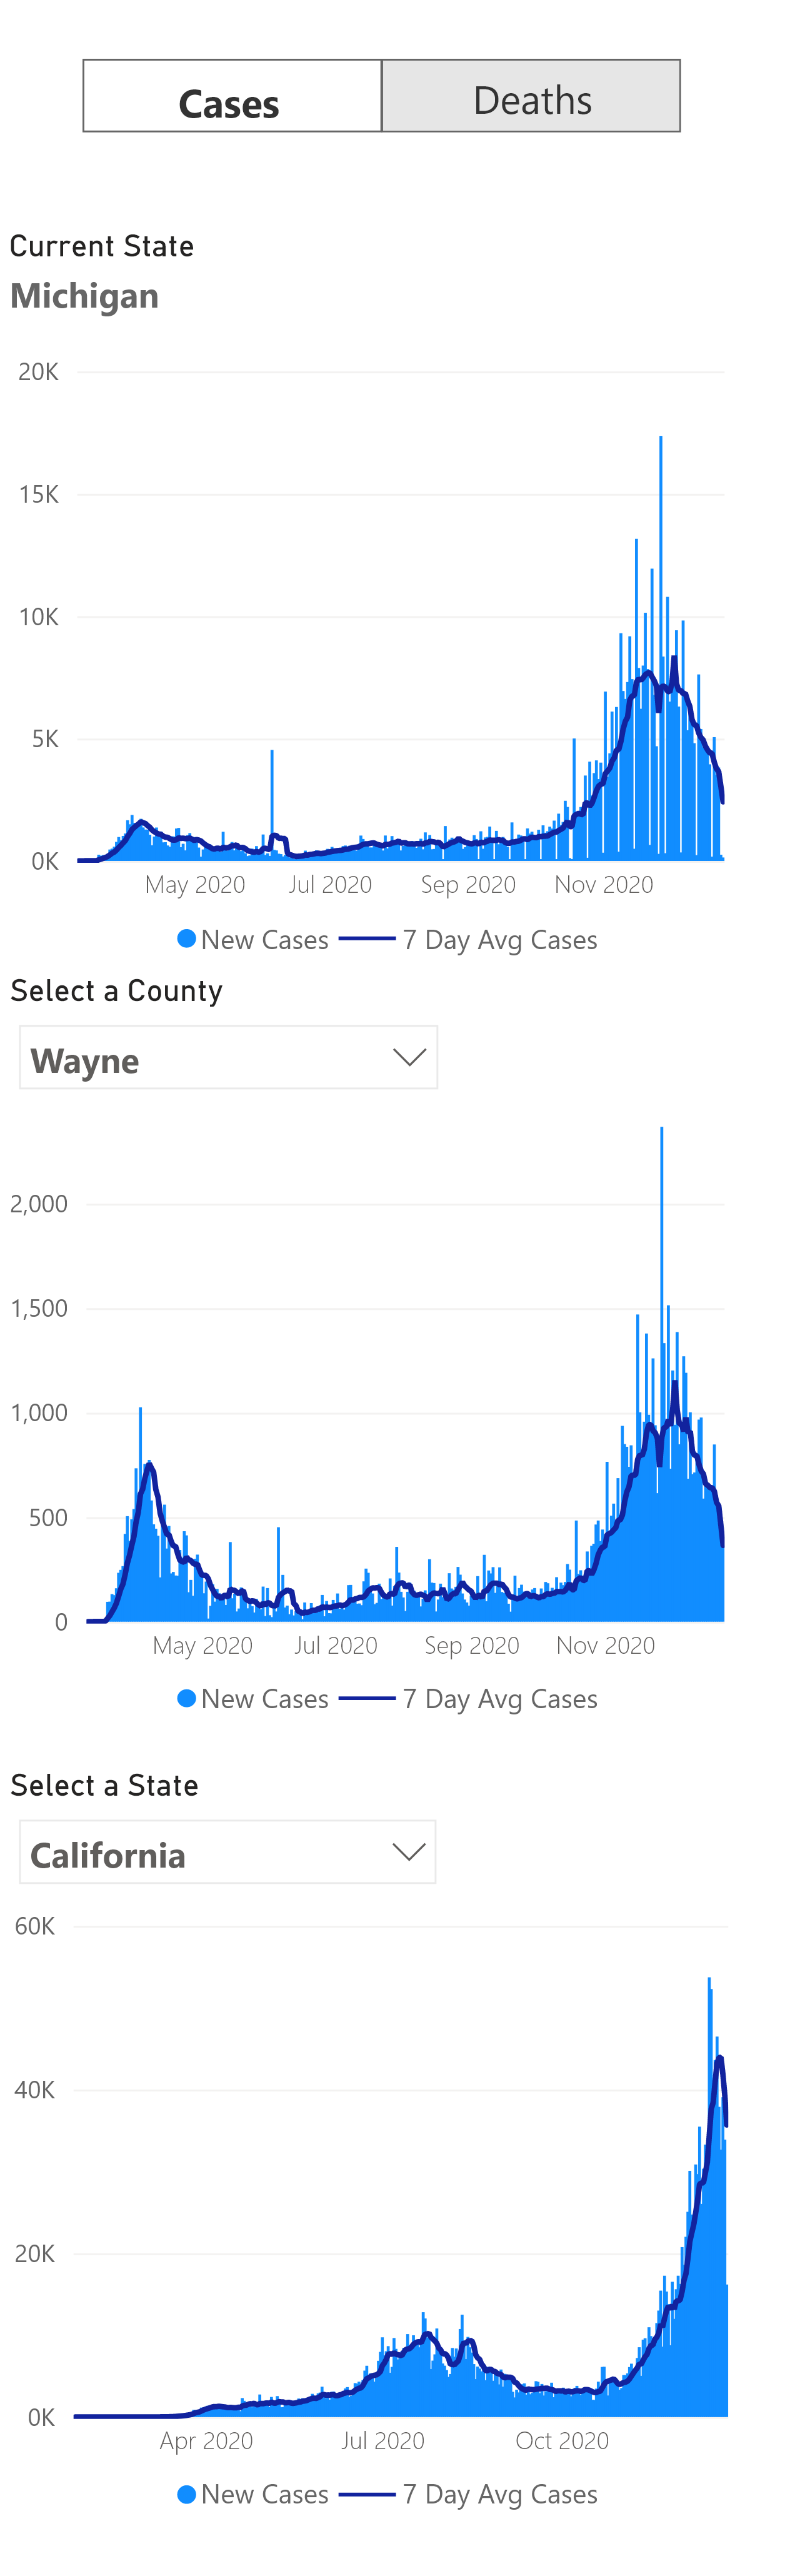 Cases Deaths
Current State
Michigan
20K
15K
10K
5K
0K
May 2020 Jul 2020 Sep 2020 Nov 2020
New Cases 7 Day Avg Cases
Select a County
Wayne
2,000
1,500
1,000
500
0
May 2020 Jul 2020 Sep 2020 Nov 2020
New Cases 7 Day Avg Cases
Select a State
California
60K
40K
20K
0K
Apr 2020 Jul 2020 Oct 2020
New Cases 7 Day Avg Cases